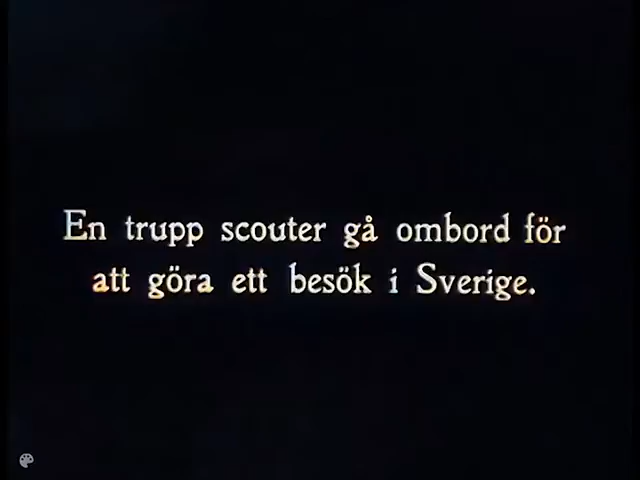 En trupp scouter gå ombord för
att göra ett besök i Sverige.